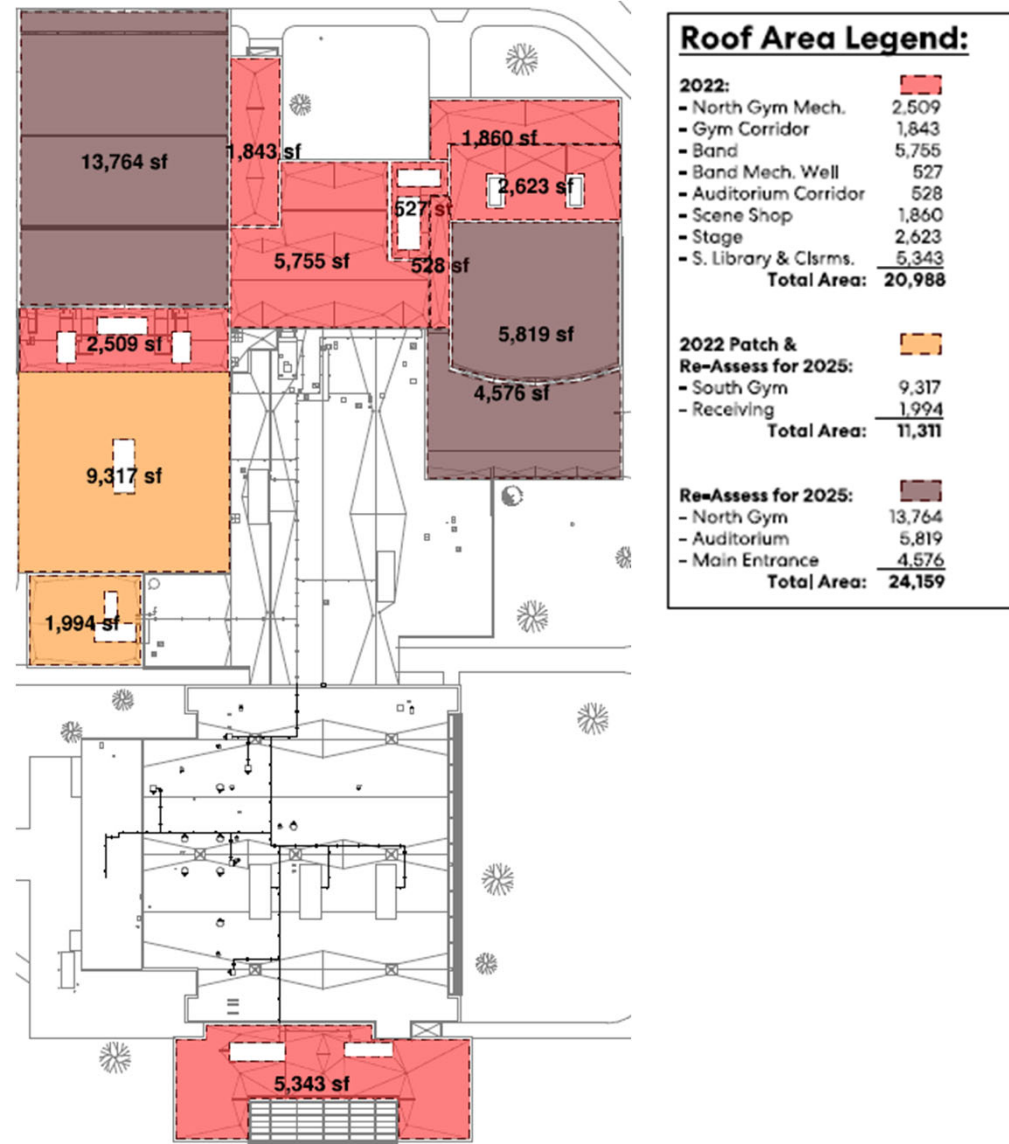 13,764 sf
1,843 sf
1,860 sf
2,623 sf
527 sf
5,755 sf
528 sf
5,819 sf
2,509 sf
4,576 sf
9,317 sf
1,994 sf
5,343 sf
Roof Area Legend:
2022:
- North Gym Mech. 2,509
- Gym Corridor 1,843
- Band 5,755
- Band Mech. Well 527
- Auditorium Corridor 528
- Scene Shop 1,860
- Stage 2,623
- S. Library & Clsrms. 5,343
Total Area: 20,988
2022 Patch &
Re-Assess for 2025:
- South Gym 9,317
- Receiving 1,994
Total Area: 11,311
Re-Assess for 2025:
- North Gym 13,764
- Auditorium 5,819
- Main Entrance 4,576
Total Area: 24,159